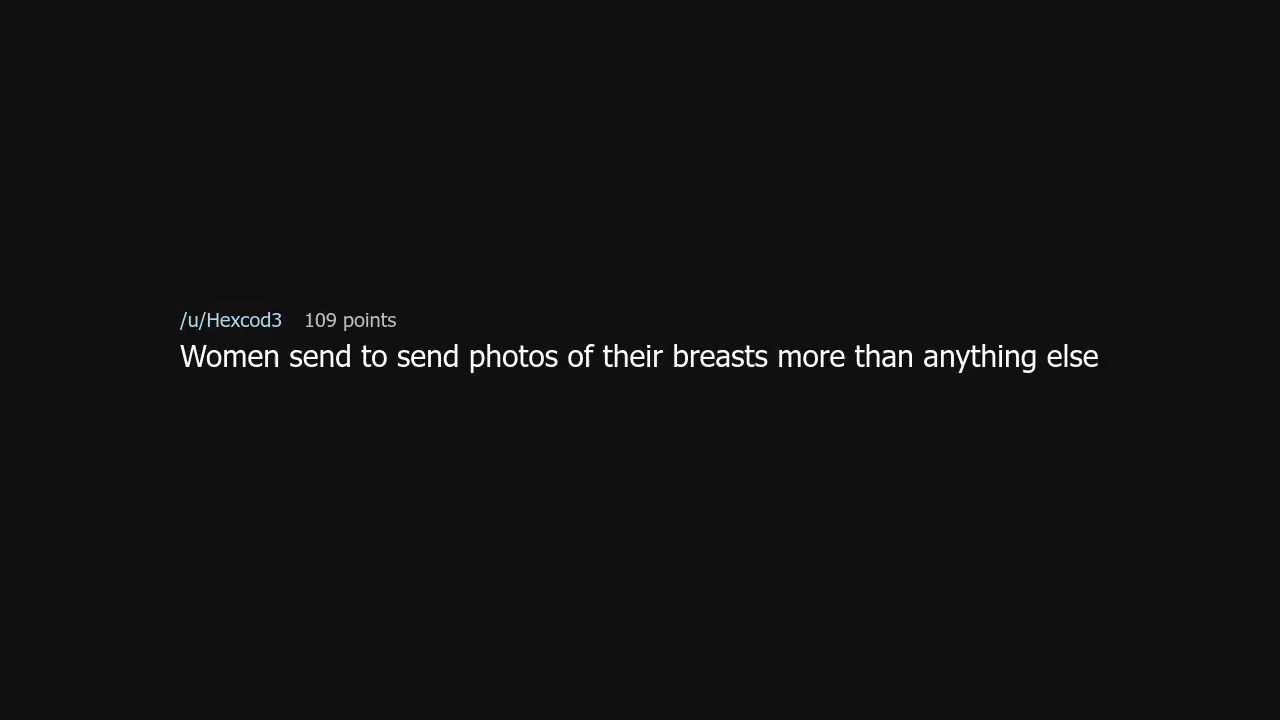 /u/Hexcod3 109 points
Women send to send photos of their breasts more than anything else